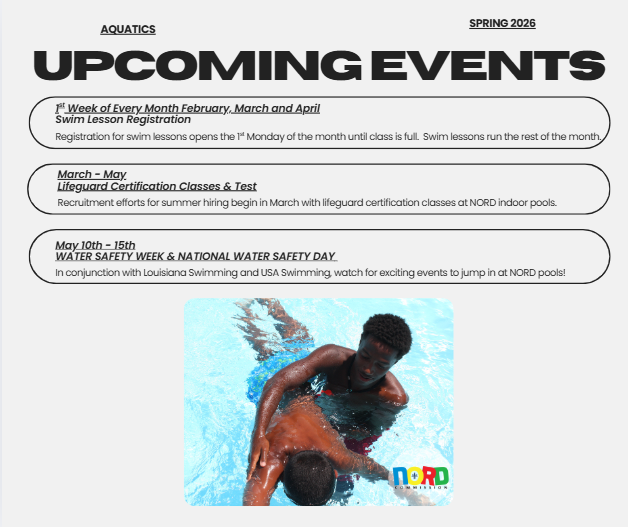 AQUATICS
SPRING 2026
UPCOMING EVENTS
1st Week of Every Month February, March and April
Swim Lesson Registration
Registration for swim lessons opens the 1st Monday of the month until class is full. Swim lessons run the rest of the month.
March - May
Lifeguard Certification Classes & Test
Recruitment efforts for summer hiring begin in March with lifeguard certification classes at NORD indoor pools.
May 10th - 15th
WATER SAFETY WEEK & NATIONAL WATER SAFETY DAY
In conjunction with Louisiana Swimming and USA Swimming, watch for exciting events to jump in at NORD pools!
NORD
COMMISSION